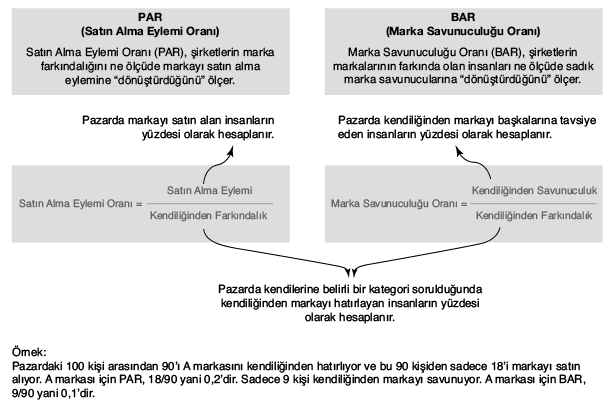 PAR
(Satın Alma Eylemi Oranı)
Satın Alma Eylemi Oranı (PAR), şirketlerin marka
farkındalığını ne ölçüde markayı satın alma
eylemine “dönüştürdüğünü” ölçer.
BAR
(Marka Savunuculuğu Oranı)
Marka Savunuculuğu Oranı (BAR), şirketlerin
markalarının farkında olan insanları ne ölçüde sadık
marka savunucularına “dönüştürdüğünü” ölçer.
Pazarda markayı satın alan insanların
yüzdesi olarak hesaplanır.
Pazarda kendiliğinden markayı başkalarına tavsiye
eden insanların yüzdesi olarak hesaplanır.
Satın Alma Eylemi Oranı =
Satın Alma Eylemi
Kendiliğinden Farkındalık
Marka Savunuculuğu Oranı =
Kendiliğinden Savunuculuk
Kendiliğinden Farkındalık
Pazarda kendilerine belirli bir kategori sorulduğunda
kendiliğinden markayı hatırlayan insanların yüzdesi
olarak hesaplanır.
Örnek:
Pazardaki 100 kişi arasından 90’ı A markasını kendiliğinden hatırlıyor ve bu 90 kişiden sadece 18’i markayı satın
alıyor. A markası için PAR, 18/90 yani 0,2’dir. Sadece 9 kişi kendiliğinden markayı savunuyor. A markası için BAR,
9/90 yani 0,1’dir.